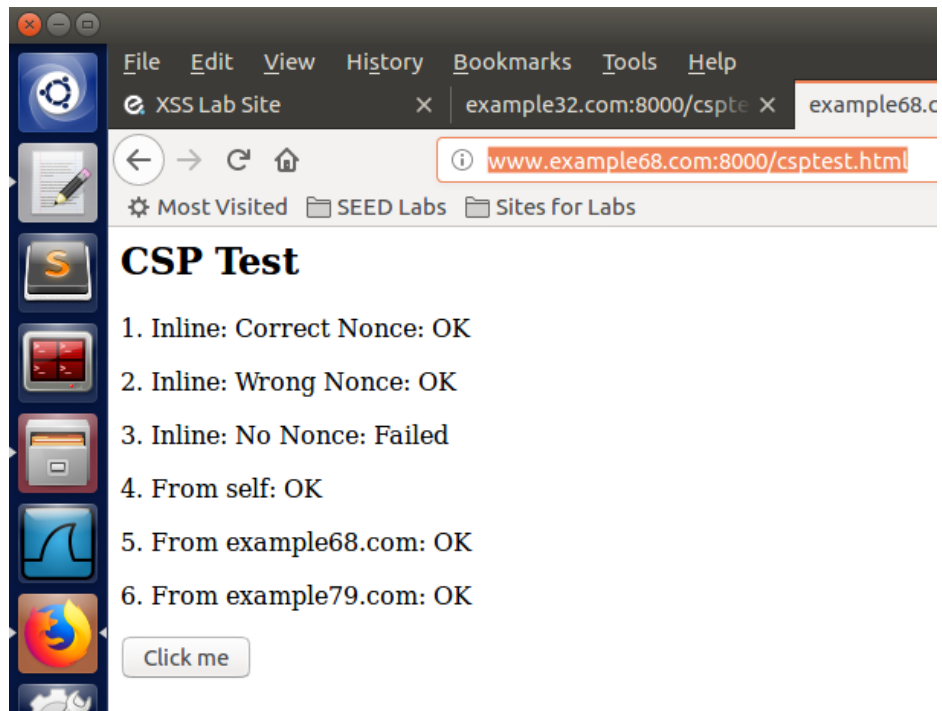 File Edit View History Bookmarks Tools Help
XSS Lab Site example32.com:8000/cspte example68.c
www.example68.com:8000/csptest.html
Most Visited SEED Labs Sites for Labs
CSP Test
1. Inline: Correct Nonce: OK
2. Inline: Wrong Nonce: OK
3. Inline: No Nonce: Failed
4. From self: OK
5. From example68.com: OK
6. From example79.com: OK
Click me